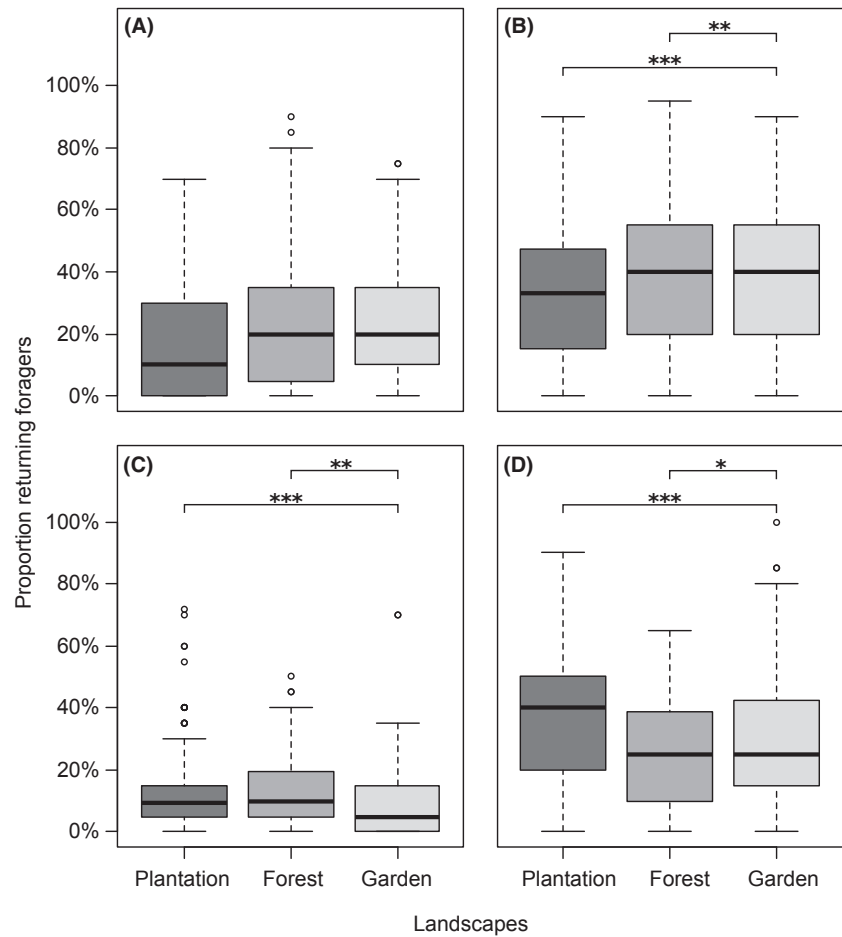 (A)
(B)
**
***
100%
80%
60%
40%
20%
0%
(C)
(D)
**
***
*
***
100%
80%
60%
40%
20%
0%
Proportion returning foragers
Plantation Forest Garden
Plantation Forest Garden
Landscapes